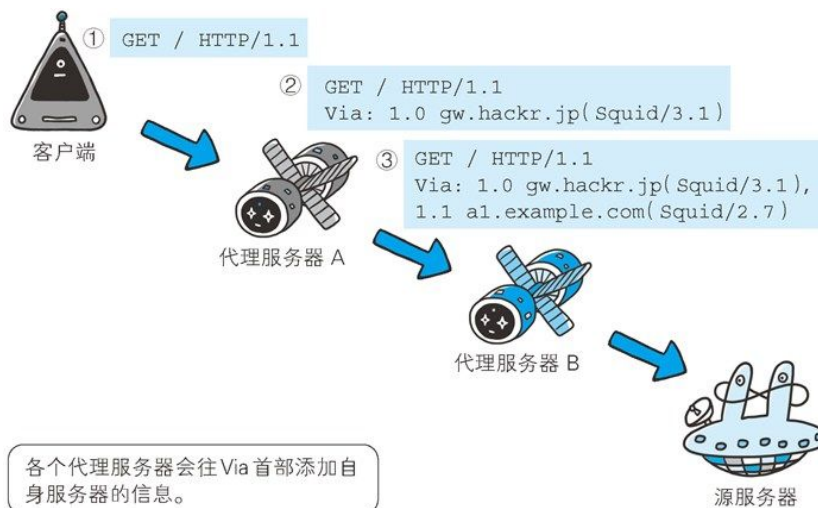 ① GET / HTTP/1.1
② GET / HTTP/1.1
Via: 1.0 gw.hackr.jp(Squid/3.1)
客户端
③ GET / HTTP/1.1
Via: 1.0 gw.hackr.jp(Squid/3.1),
1.1 a1.example.com(Squid/2.7)
代理服务器 A
代理服务器 B
各个代理服务器会往 Via 首部添加自
身服务器的信息。
源服务器